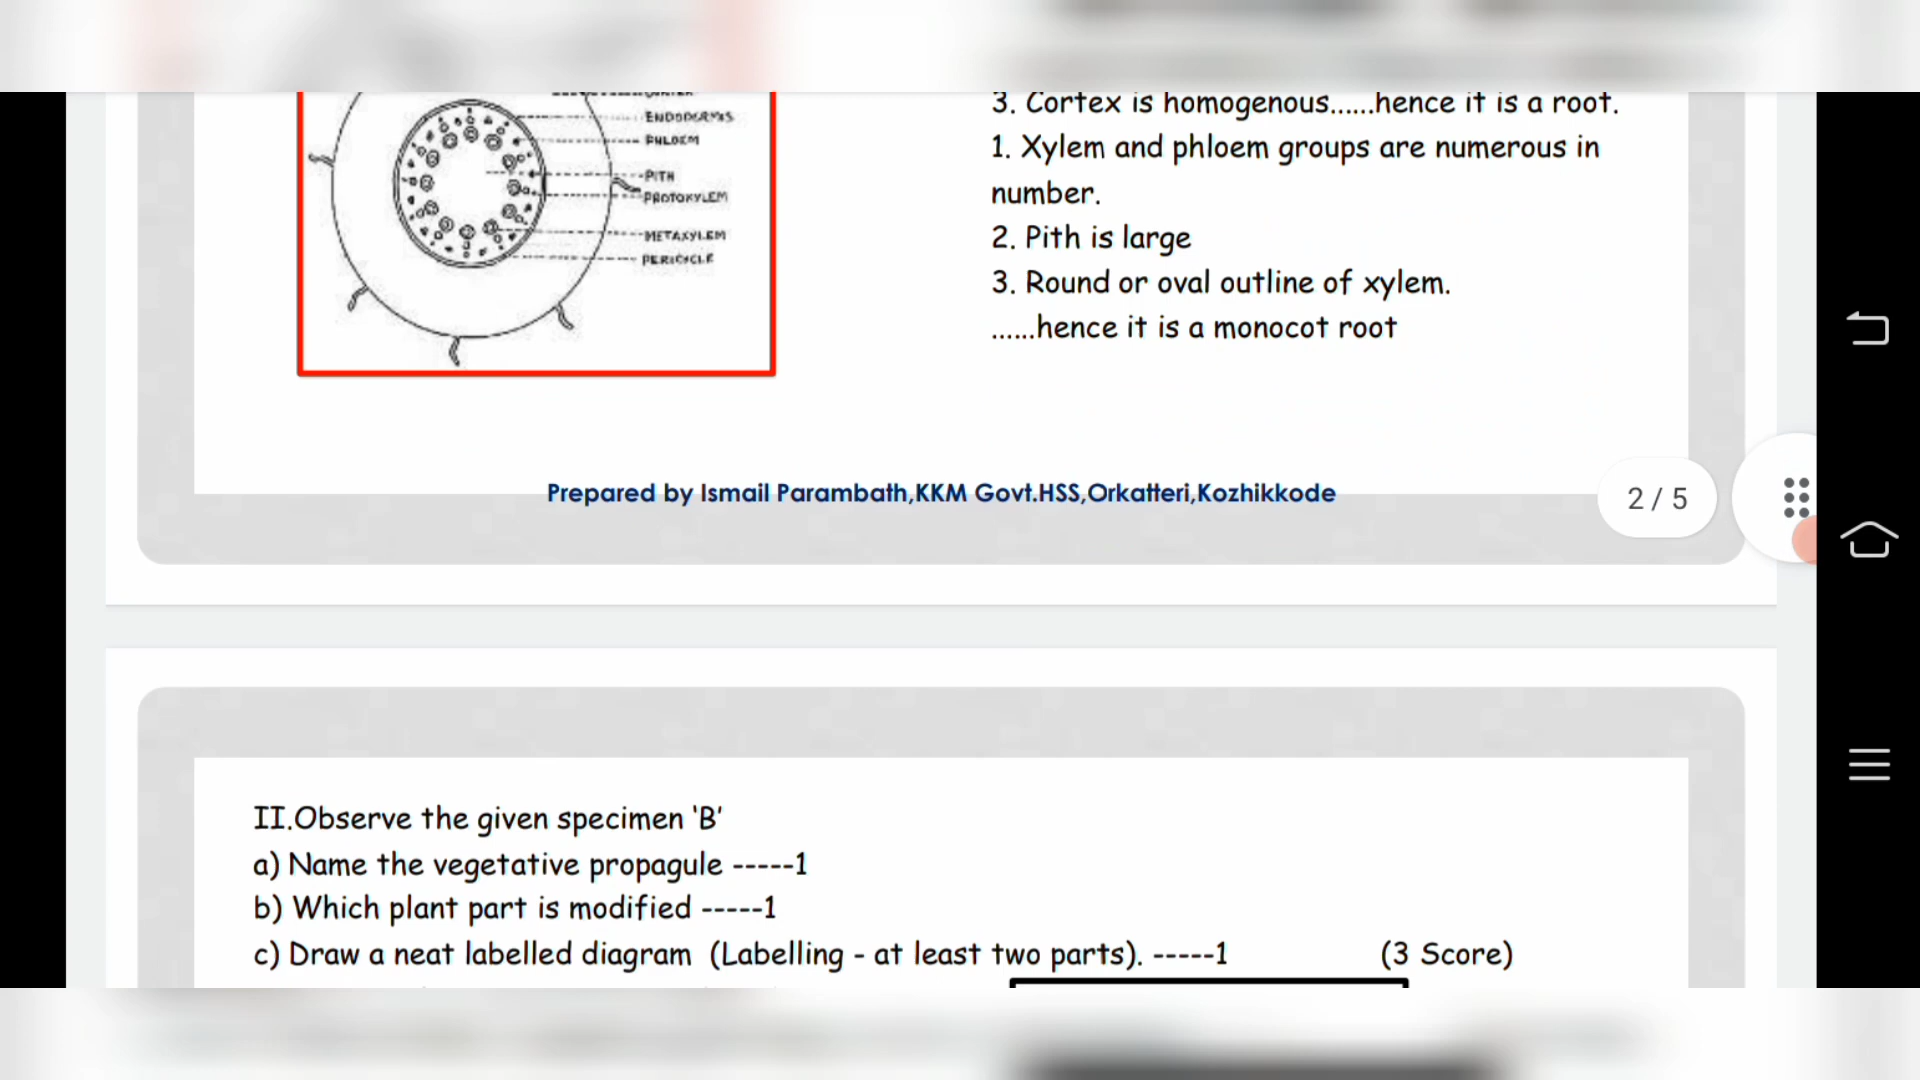 ENDODERMIS
PHLOEM
PITH
PROTOXYLEM
METAXYLEM
PERICYCLE
3. Cortex is homogenous......hence it is a root.
1. Xylem and phloem groups are numerous in
number.
2. Pith is large
3. Round or oval outline of xylem.
......hence it is a monocot root
Prepared by Ismail Parambath,KKM Govt.HSS,Orkatteri,Kozhikkode
2 / 5
II.Observe the given specimen ‘B’
a) Name the vegetative propagule -----1
b) Which plant part is modified -----1
c) Draw a neat labelled diagram (Labelling - at least two parts). -----1 (3 Score)